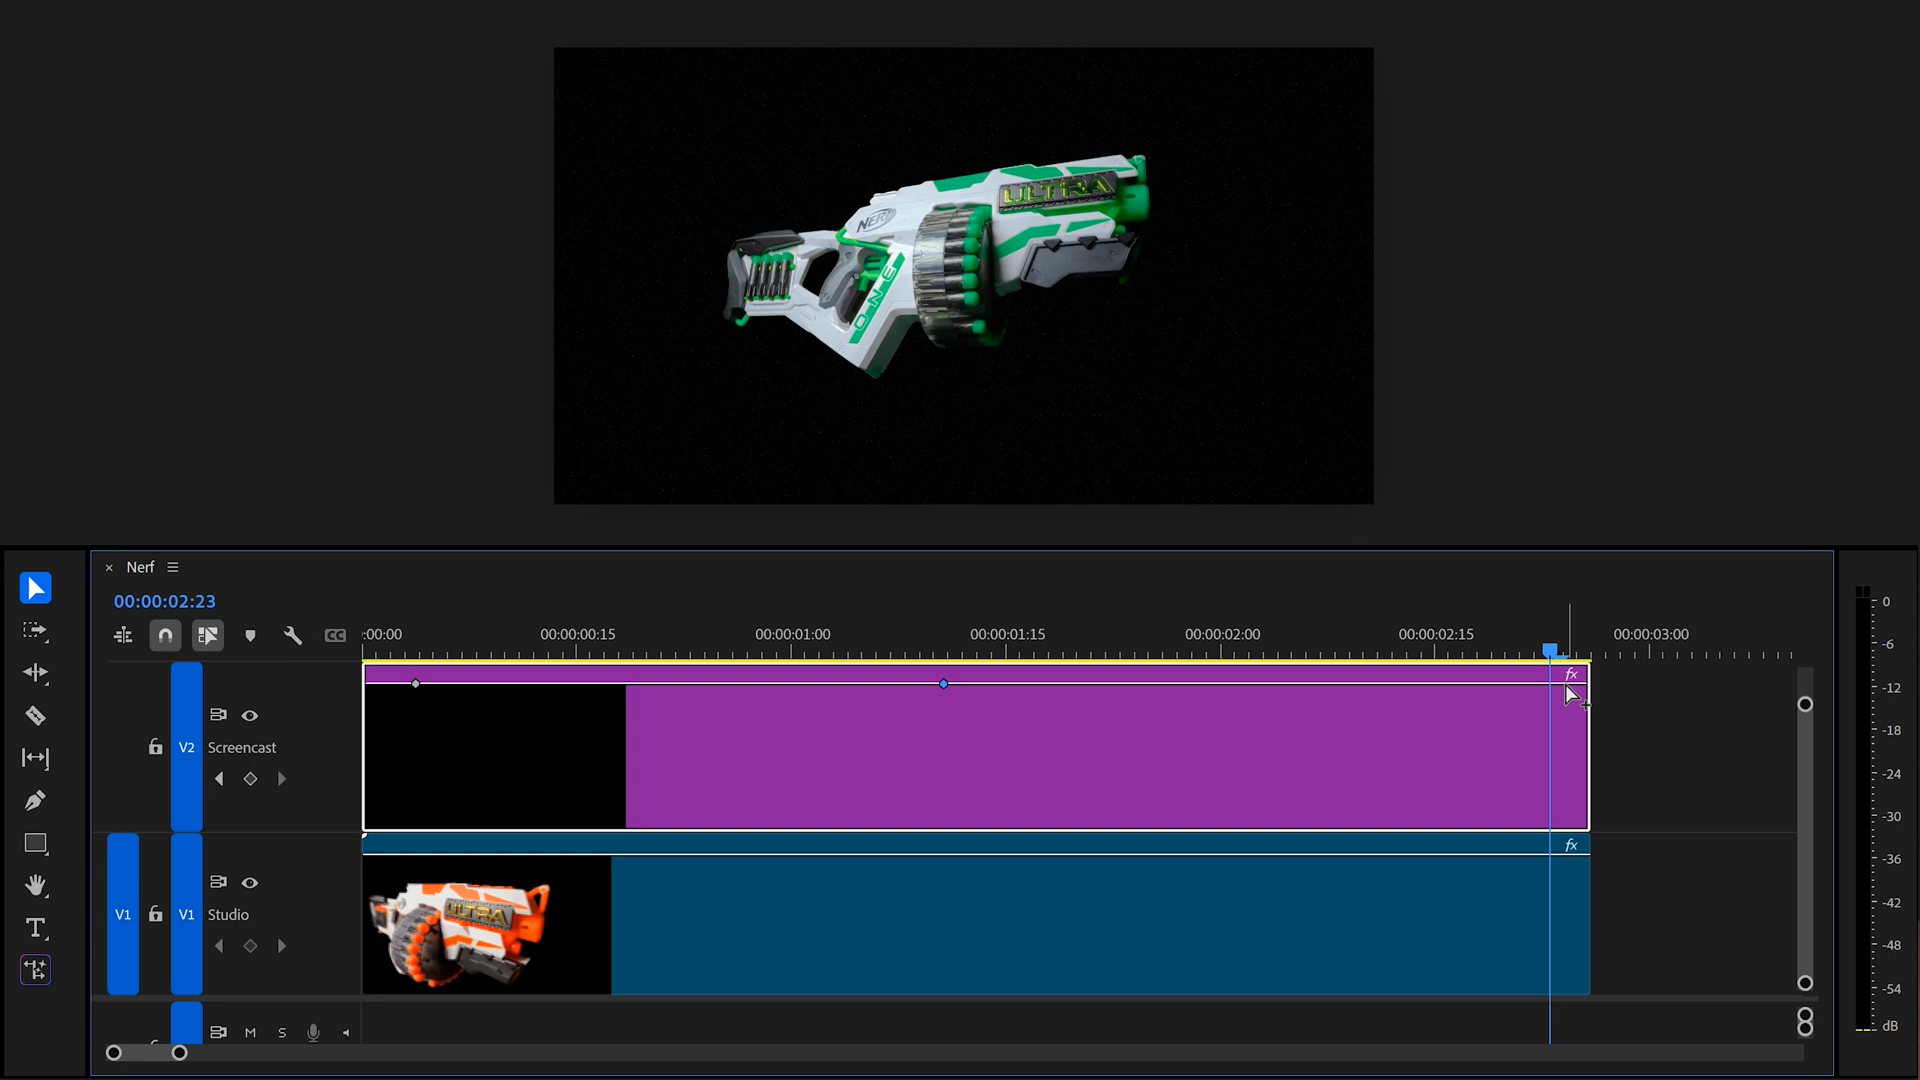 ULTRA
NERF
ONE
× Nerf
00:00:02:23
CC
:00:00
00:00:00:15
00:00:01:00
00:00:01:15
00:00:02:00
00:00:02:15
00:00:03:00
fx
V2 Screencast
fx
V1 V1 Studio
ULTRA
M S
T
0
-6
-12
-18
-24
-30
-36
-42
-48
-54
dB